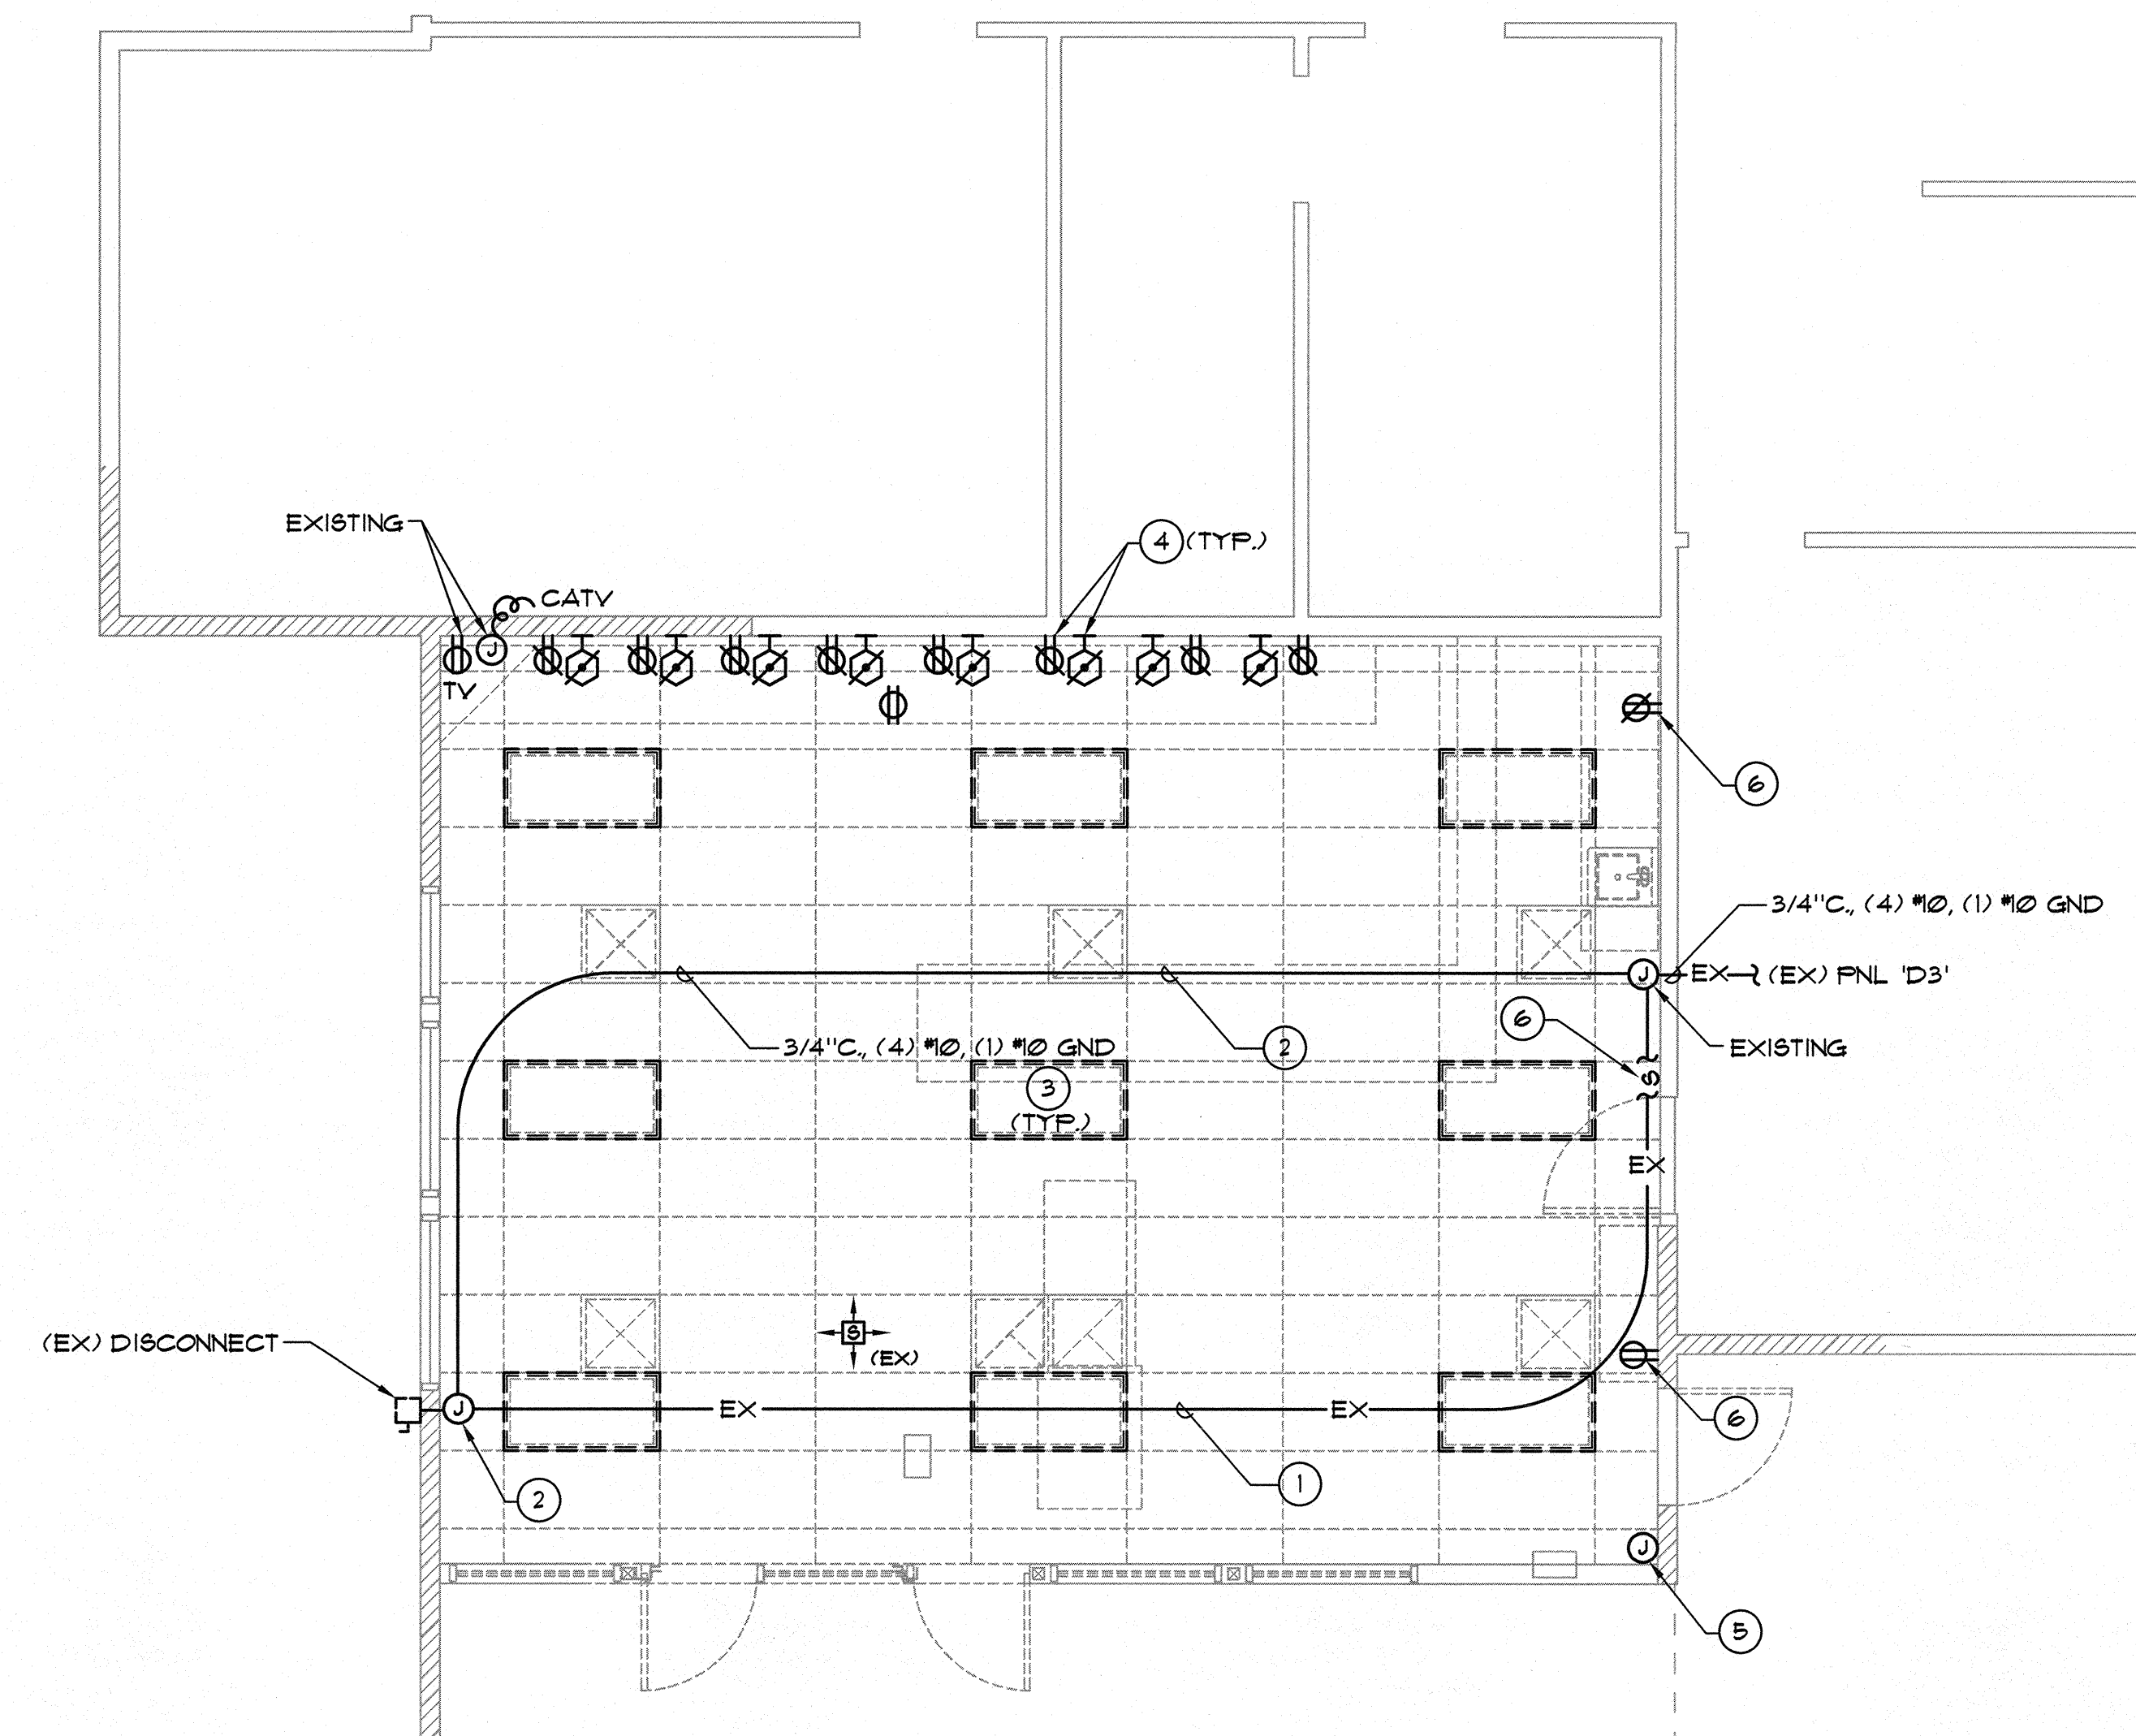 EXISTING
4 (TYP.)
CATV
J
TV
6
3/4"C., (4) #10, (1) #10 GND
J
EX
(EX) PNL 'D3'
6
3/4"C., (4) #10, (1) #10 GND
2
EXISTING
S
3
(TYP.)
EX
(EX) DISCONNECT
S
(EX)
J
EX
EX
6
1
2
J
5